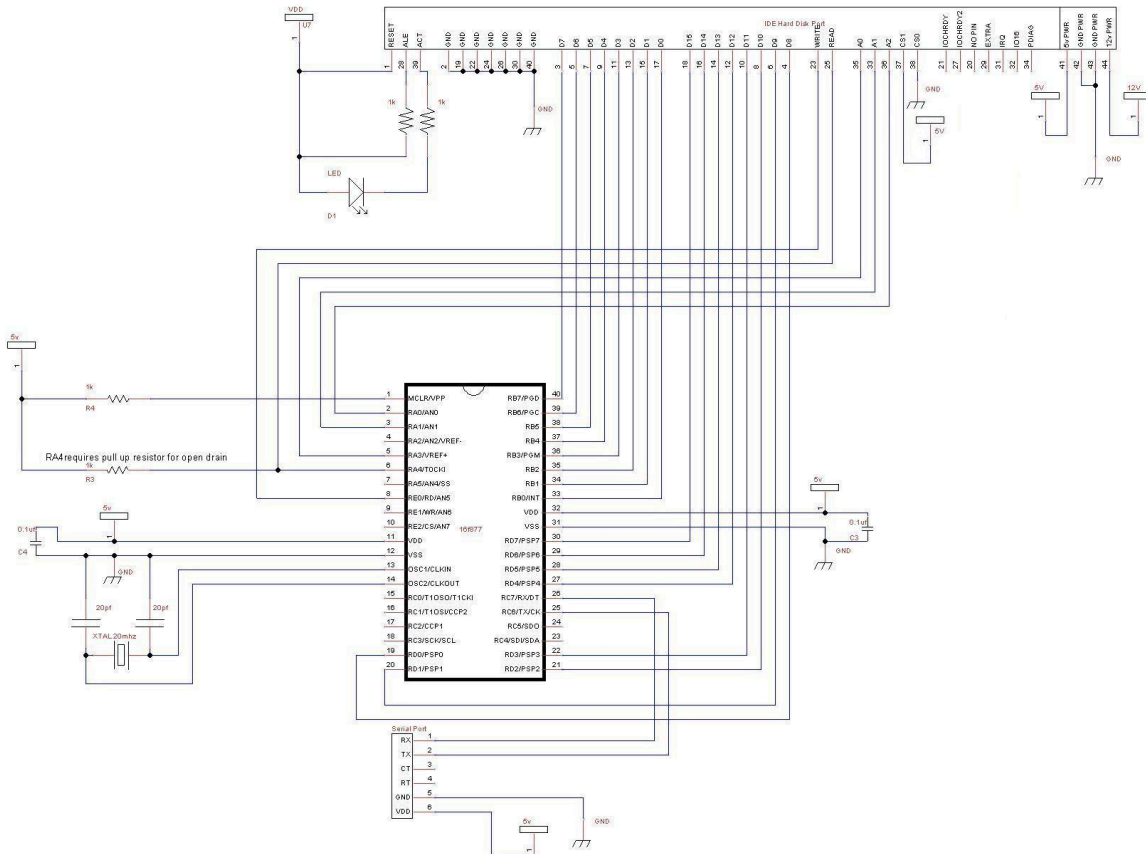 VDD
U7
1
IDE Hard Disk Port
RESET
ALE
ACT
GND
GND
GND
GND
GND
GND
GND
D7
D6
D5
D4
D3
D2
D1
D0
D15
D14
D13
D12
D11
D10
D9
D8
WRITE
READ
A0
A1
A2
CS1
CS0
IOCHRDY
IOCHRDY2
NO PIN
EXTRA
IRQ
IO16
PDIAG
5v PWR
GND PWR
GND PWR
12v PWR
1
28
39
2
19
22
24
26
30
40
3
5
7
9
11
13
15
17
18
16
14
12
10
8
6
4
23
25
35
33
36
37
38
21
27
20
29
31
32
34
41
42
43
44
1k
1k
GND
GND
5V
1
5V
1
12V
1
GND
LED
D1
5v
1
1k
R4
RA4 requires pull up resistor for open drain
1k
R3
1 MCLR/VPP RB7/PGD 40
2 RA0/AN0 RB6/PGC 39
3 RA1/AN1 RB5 38
4 RA2/AN2/VREF- RB4 37
5 RA3/VREF+ RB3/PGM 36
6 RA4/TOCKI RB2 35
7 RA5/AN4/SS RB1 34
8 RE0/RD/AN5 RB0/INT 33
9 RE1/WR/AN6 VDD 32
10 RE2/CS/AN7 16f877 VSS 31
11 VDD RD7/PSP7 30
12 VSS RD6/PSP6 29
13 OSC1/CLKIN RD5/PSP5 28
14 OSC2/CLKOUT RD4/PSP4 27
15 RC0/T1OSO/T1CKI RC7/RX/DT 26
16 RC1/T1OSI/CCP2 RC6/TX/CK 25
17 RC2/CCP1 RC5/SDO 24
18 RC3/SCK/SCL RC4/SDI/SDA 23
19 RD0/PSP0 RD3/PSP3 22
20 RD1/PSP1 RD2/PSP2 21
5v
1
0.1uf
C3
GND
5v
1
0.1uf
C4
GND
20pf
20pf
XTAL 20mhz
Serial Port
RX 1
TX 2
CT 3
RT 4
GND 5
VDD 6
GND
5v
1